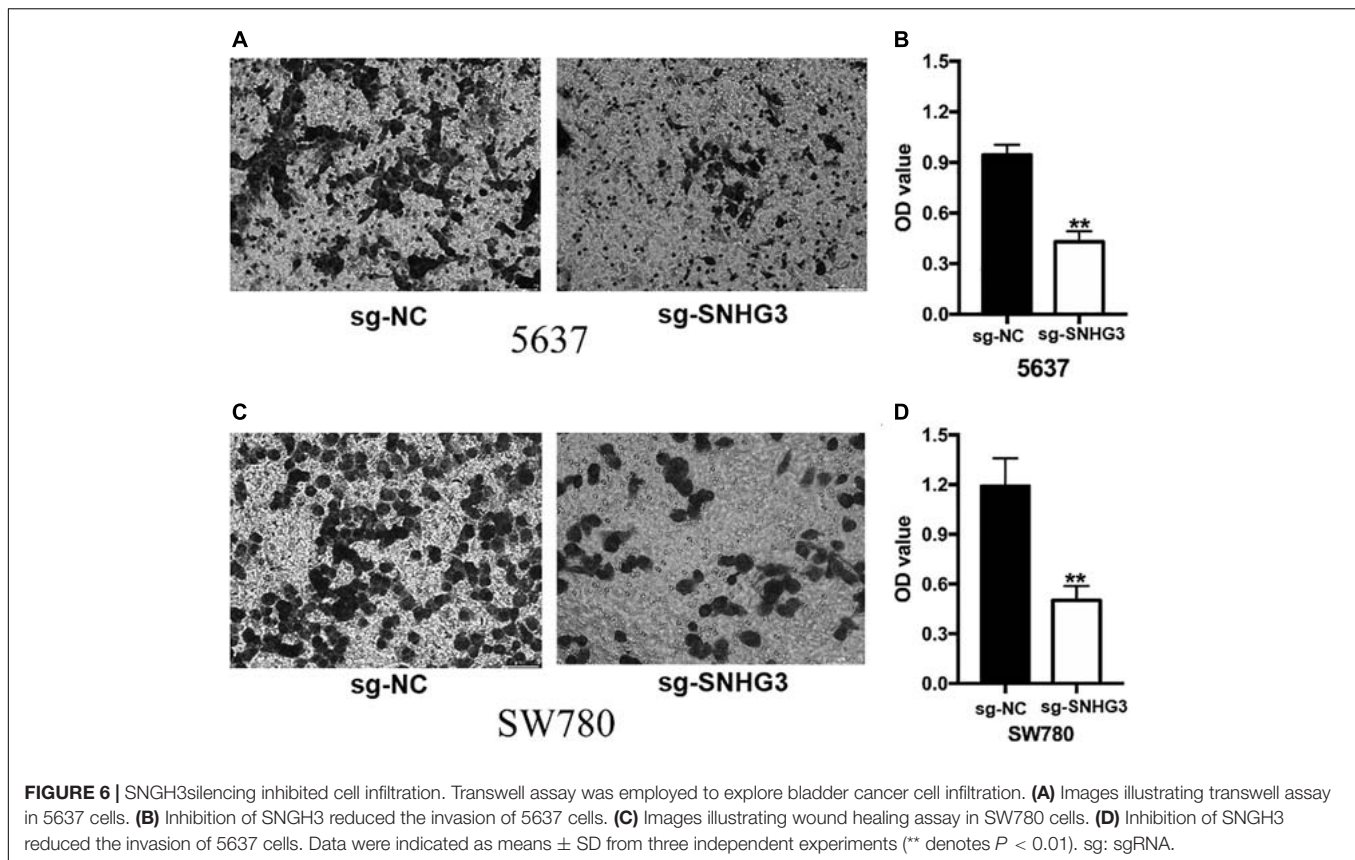 A
B
sg-NC
sg-SNHG3
5637
OD value
1.5
1.2
0.9
0.6
0.3
0.0
**
sg-NC
sg-SNHG3
5637
C
D
sg-NC
sg-SNHG3
SW780
OD value
1.5
1.2
0.9
0.6
0.3
0.0
**
sg-NC
sg-SNHG3
SW780
FIGURE 6 | SNGH3silencing inhibited cell infiltration. Transwell assay was employed to explore bladder cancer cell infiltration. (A) Images illustrating transwell assay
in 5637 cells. (B) Inhibition of SNGH3 reduced the invasion of 5637 cells. (C) Images illustrating wound healing assay in SW780 cells. (D) Inhibition of SNGH3
reduced the invasion of 5637 cells. Data were indicated as means ± SD from three independent experiments (** denotes P < 0.01). sg: sgRNA.